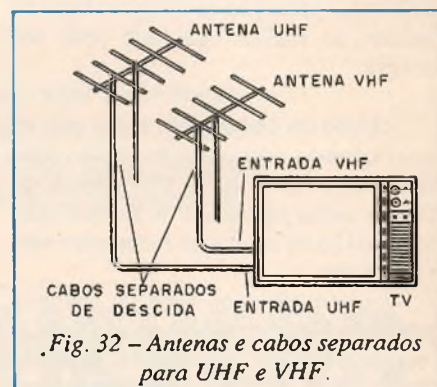 ANTENA UHF
ANTENA VHF
ENTRADA VHF
CABOS SEPARADOS
DE DESCIDA
ENTRADA UHF
TV
Fig. 32 – Antenas e cabos separados
para UHF e VHF.